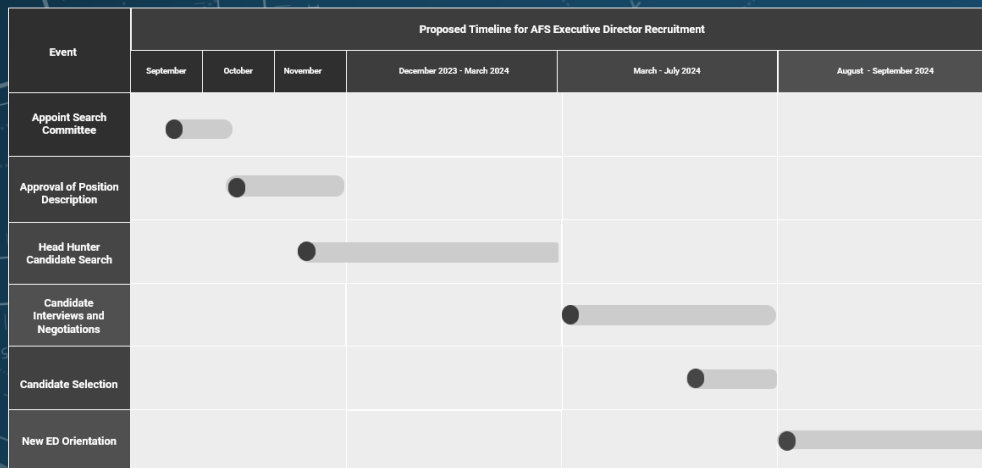 Proposed Timeline for AFS Executive Director Recruitment
Event
September
October
November
December 2023 - March 2024
March - July 2024
August - September 2024
Appoint Search
Committee
Approval of Position
Description
Head Hunter
Candidate Search
Candidate
Interviews and
Negotiations
Candidate Selection
New ED Orientation